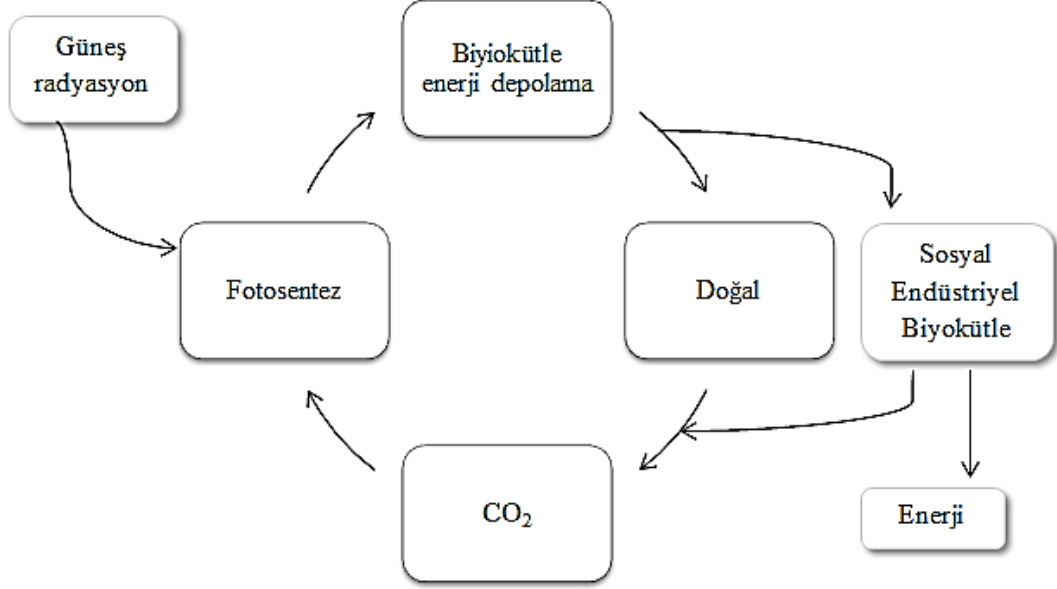 Güneş
radyasyon
Biyiokütle
enerji depolama
Fotosentez
Doğal
Sosyal
Endüstriyel
Biyokütle
CO₂
Enerji